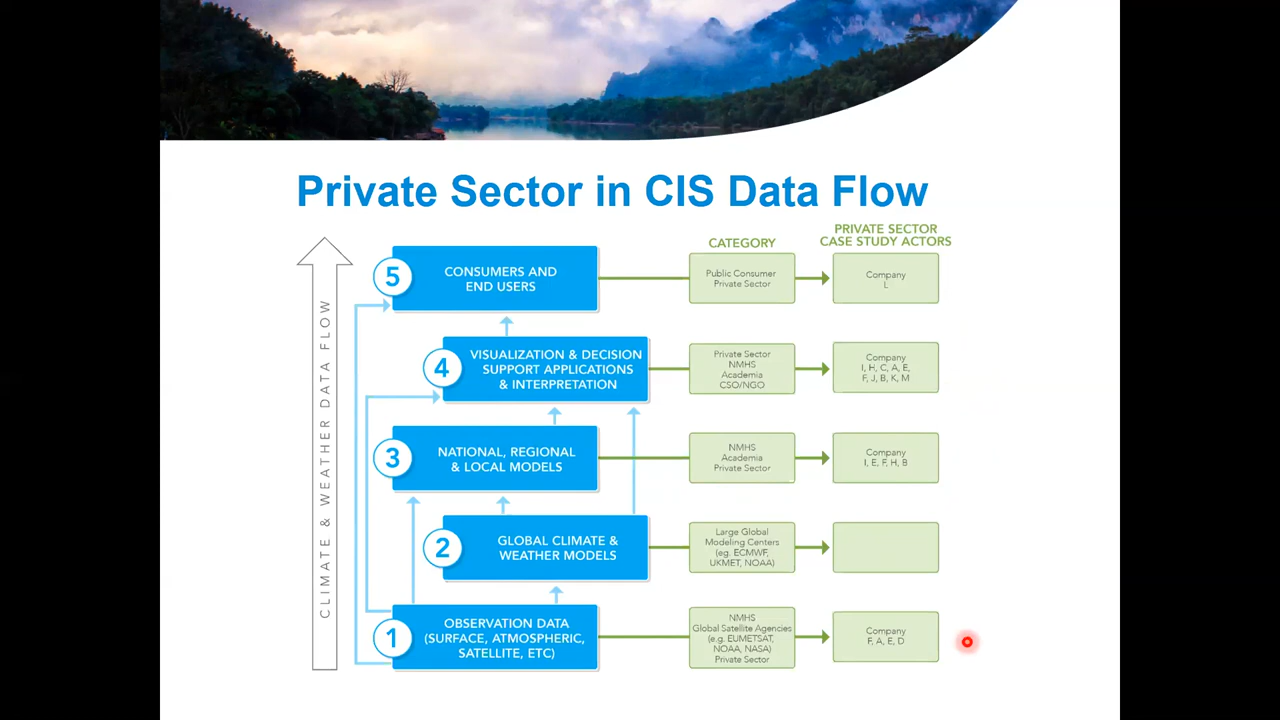 Private Sector in CIS Data Flow
CLIMATE & WEATHER DATA FLOW
CATEGORY
PRIVATE SECTOR
CASE STUDY ACTORS
5
CONSUMERS AND
END USERS
Public Consumer
Private Sector
Company
L
4
VISUALIZATION & DECISION
SUPPORT APPLICATIONS
& INTERPRETATION
Private Sector
NMHS
Academia
CSO/NGO
Company
I, H, C, A, E,
F, J, B, K, M
3
NATIONAL, REGIONAL
& LOCAL MODELS
NMHS
Academia
Private Sector
Company
I, E, F, H, B
2
GLOBAL CLIMATE &
WEATHER MODELS
Large Global
Modeling Centers
(eg. ECMWF,
UKMET, NOAA)
1
OBSERVATION DATA
(SURFACE, ATMOSPHERIC,
SATELLITE, ETC)
NMHS
Global Satellite Agencies
(e.g. EUMETSAT,
NOAA, NASA)
Private Sector
Company
F, A, E, D